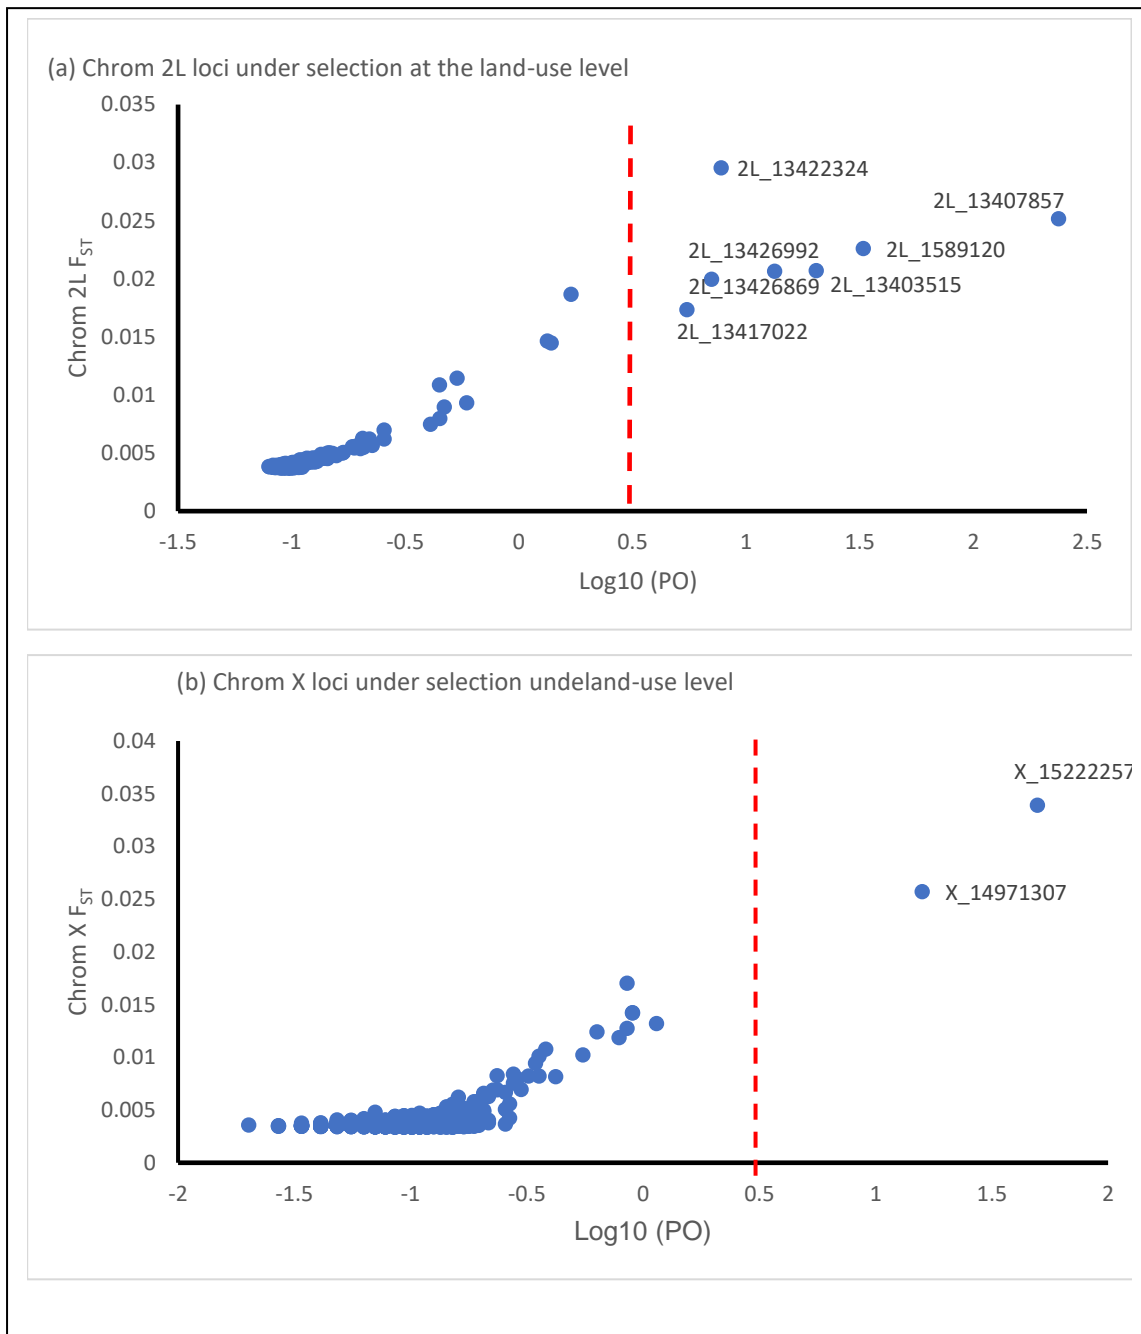 (a) Chrom 2L loci under selection at the land-use level
0.035
0.03
0.025
0.02
0.015
0.01
0.005
0
Chrom 2L FST
2L_13422324
2L_13407857
2L_13426992
2L_1589120
2L_13426869
2L_13403515
2L_13417022
-1.5 -1 -0.5 0 0.5 1 1.5 2 2.5
Log10 (PO)
(b) Chrom X loci under selection undeland-use level
0.04
0.035
0.03
0.025
0.02
0.015
0.01
0.005
0
Chrom X FST
X_15222257
X_14971307
-2 -1.5 -1 -0.5 0 0.5 1 1.5 2
Log10 (PO)